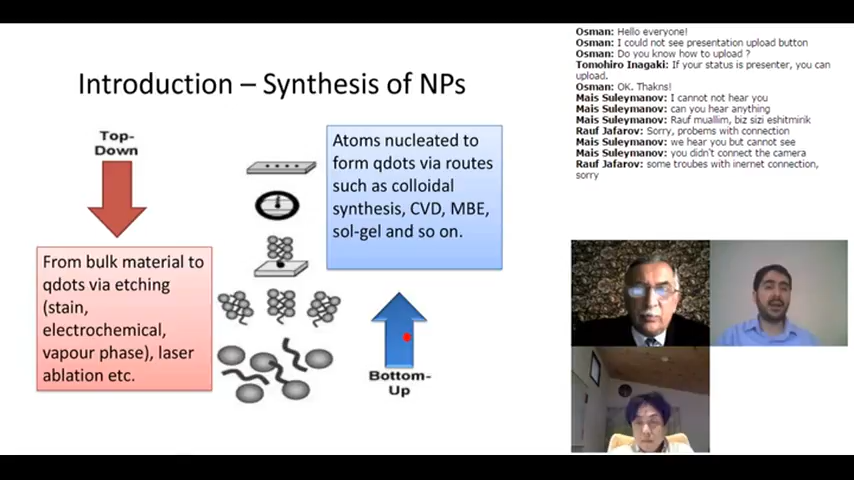 Introduction – Synthesis of NPs
Top-
Down
From bulk material to
qdots via etching
(stain,
electrochemical,
vapour phase), laser
ablation etc.
Atoms nucleated to
form qdots via routes
such as colloidal
synthesis, CVD, MBE,
sol-gel and so on.
Bottom-
Up
Osman: Hello everyone!
Osman: I could not see presentation upload button
Osman: Do you know how to upload ?
Tomohiro Inagaki: If your status is presenter, you can
upload.
Osman: OK. Thakns!
Mais Suleymanov: I cannot not hear you
Mais Suleymanov: can you hear anything
Mais Suleymanov: Rauf muallim, biz sizi eshitmirik
Rauf Jafarov: Sorry, probems with connection
Mais Suleymanov: we hear you but cannot see
Mais Suleymanov: you didn't connect the camera
Rauf Jafarov: some troubes with inernet connection,
sorry